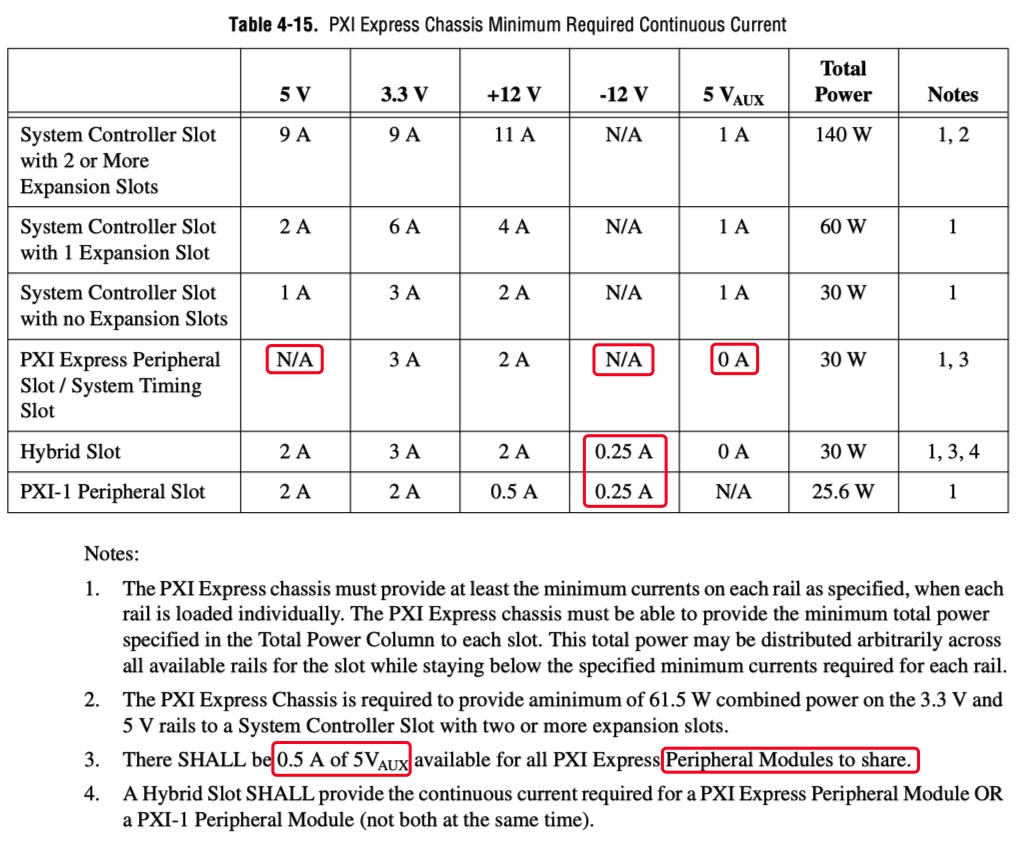 Table 4-15. PXI Express Chassis Minimum Required Continuous Current
5 V 3.3 V +12 V -12 V 5 VAUX Total Power Notes
System Controller Slot with 2 or More Expansion Slots 9 A 9 A 11 A N/A 1 A 140 W 1, 2
System Controller Slot with 1 Expansion Slot 2 A 6 A 4 A N/A 1 A 60 W 1
System Controller Slot with no Expansion Slots 1 A 3 A 2 A N/A 1 A 30 W 1
PXI Express Peripheral Slot / System Timing Slot N/A 3 A 2 A N/A 0 A 30 W 1, 3
Hybrid Slot 2 A 3 A 2 A 0.25 A 0 A 30 W 1, 3, 4
PXI-1 Peripheral Slot 2 A 2 A 0.5 A 0.25 A N/A 25.6 W 1
Notes:
1. The PXI Express chassis must provide at least the minimum currents on each rail as specified, when each
rail is loaded individually. The PXI Express chassis must be able to provide the minimum total power
specified in the Total Power Column to each slot. This total power may be distributed arbitrarily across
all available rails for the slot while staying below the specified minimum currents required for each rail.
2. The PXI Express Chassis is required to provide aminimum of 61.5 W combined power on the 3.3 V and
5 V rails to a System Controller Slot with two or more expansion slots.
3. There SHALL be 0.5 A of 5VAUX available for all PXI Express Peripheral Modules to share.
4. A Hybrid Slot SHALL provide the continuous current required for a PXI Express Peripheral Module OR
a PXI-1 Peripheral Module (not both at the same time).